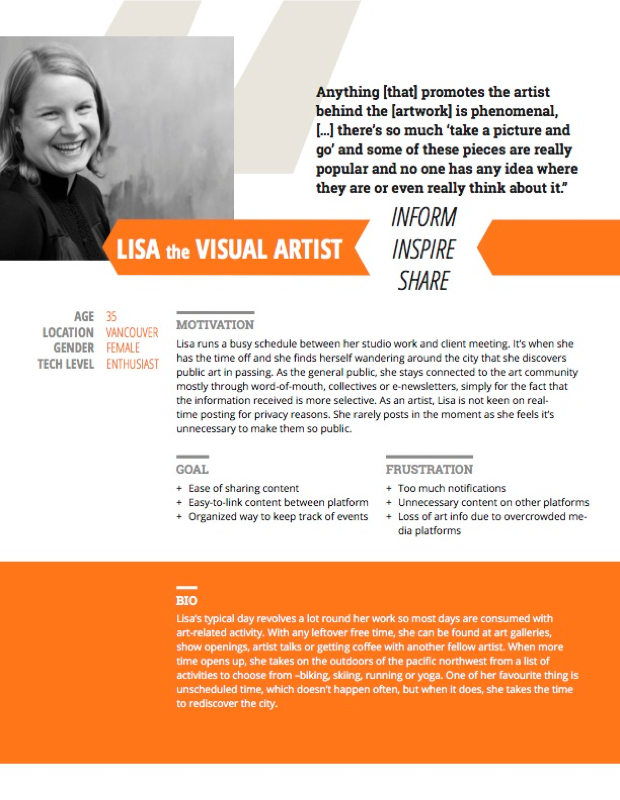 Anything [that] promotes the artist
behind the [artwork] is phenomenal,
[...] there's so much 'take a picture and
go' and some of these pieces are really
popular and no one has any idea where
they are or even really think about it."
LISA the VISUAL ARTIST
INFORM
INSPIRE
SHARE
AGE 35
LOCATION VANCOUVER
GENDER FEMALE
TECH LEVEL ENTHUSIAST
MOTIVATION
Lisa runs a busy schedule between her studio work and client meeting. It's when she
has the time off and she finds herself wandering around the city that she discovers
public art in passing. As the general public, she stays connected to the art community
mostly through word-of-mouth, collectives or e-newsletters, simply for the fact that
the information received is more selective. As an artist, Lisa is not keen on real-
time posting for privacy reasons. She rarely posts in the moment as she feels it's
unnecessary to make them so public.
GOAL
+ Ease of sharing content
+ Easy-to-link content between platform
+ Organized way to keep track of events
FRUSTRATION
+ Too much notifications
+ Unnecessary content on other platforms
+ Loss of art info due to overcrowded me-
dia platforms
BIO
Lisa's typical day revolves a lot round her work so most days are consumed with
art-related activity. With any leftover free time, she can be found at art galleries,
show openings, artist talks or getting coffee with another fellow artist. When more
time opens up, she takes on the outdoors of the pacific northwest from a list of
activities to choose from –biking, skiing, running or yoga. One of her favourite thing is
unscheduled time, which doesn't happen often, but when it does, she takes the time
to rediscover the city.